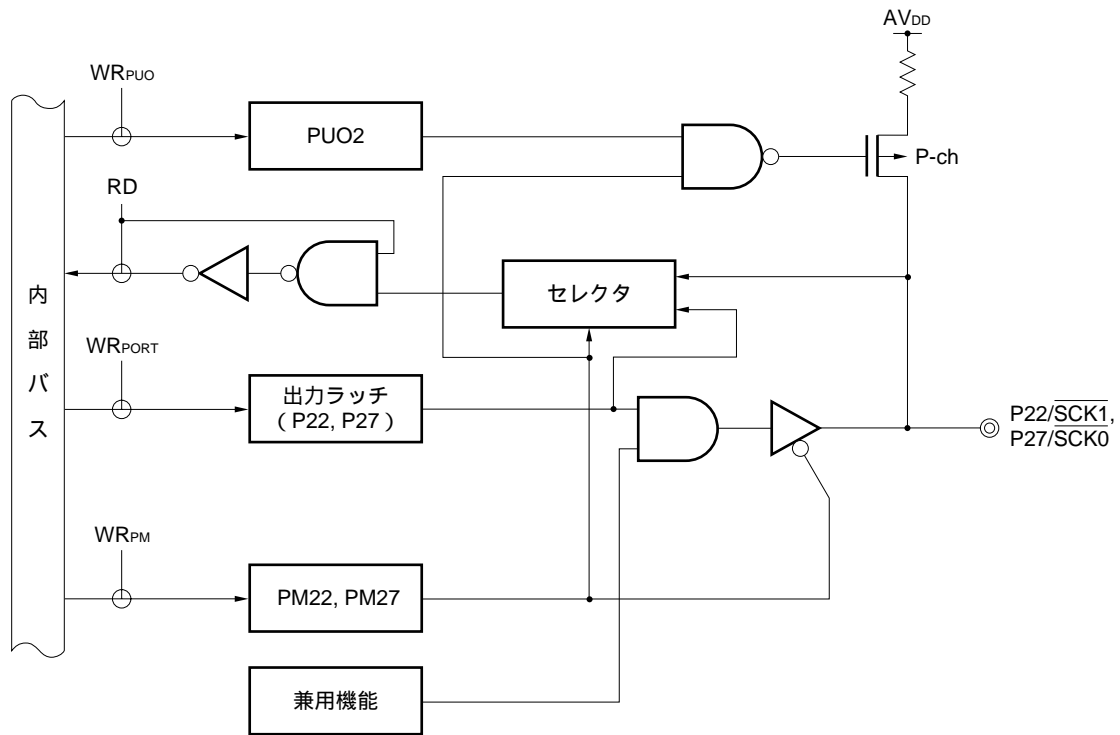 AVDD
WRPUO
PUO2
P-ch
RD
セレクタ
内部バス
WRPORT
出力ラッチ
(P22, P27)
P22/SCK1,
P27/SCK0
WRPM
PM22, PM27
兼用機能